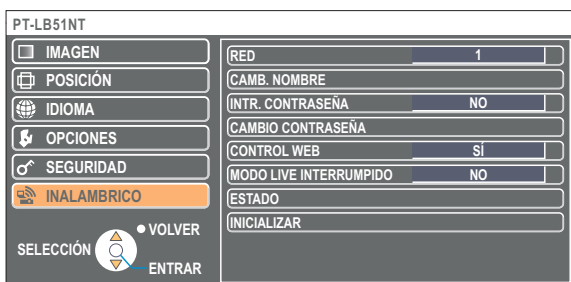 PT-LB51NT
IMAGEN
POSICIÓN
IDIOMA
OPCIONES
SEGURIDAD
INALAMBRICO
VOLVER
SELECCIÓN
ENTRAR
RED 1
CAMB. NOMBRE
INTR. CONTRASEÑA NO
CAMBIO CONTRASEÑA
CONTROL WEB SÍ
MODO LIVE INTERRUMPIDO NO
ESTADO
INICIALIZAR